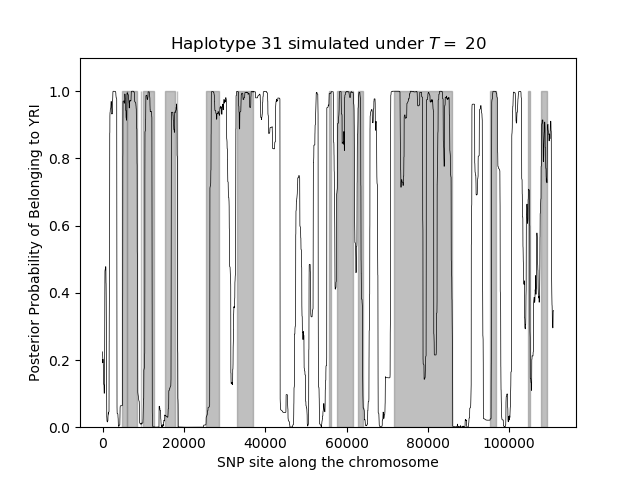 Haplotype 31 simulated under T = 20
Posterior Probability of Belonging to YRI
1.0
0.8
0.6
0.4
0.2
0.0
0 20000 40000 60000 80000 100000
SNP site along the chromosome